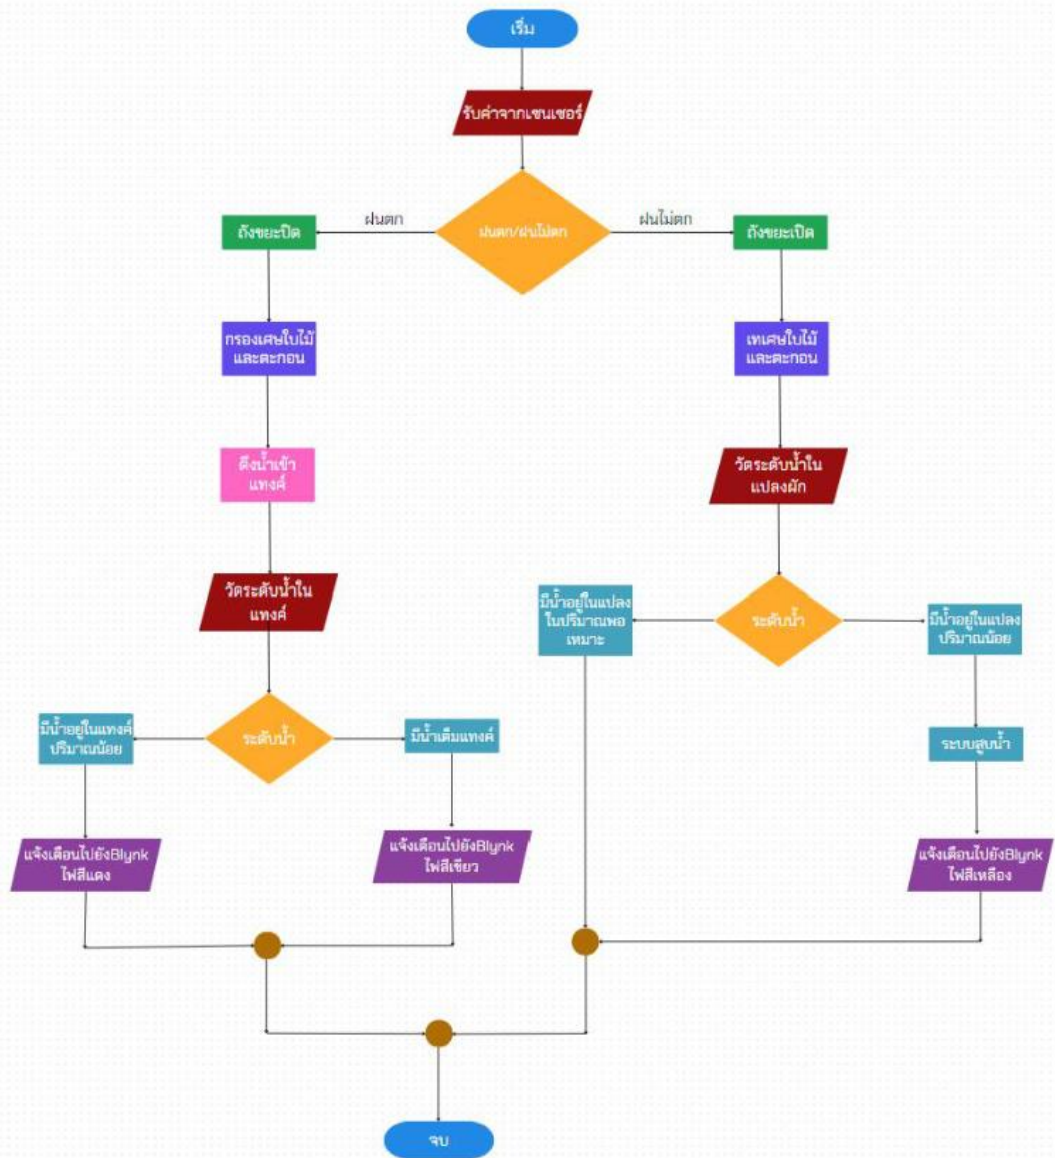 เริ่ม
รับค่าจากเซนเซอร์
ฝนตก/ฝนไม่ตก
ฝนตก
ฝนไม่ตก
ถังขยะปิด
ถังขยะเปิด
กรองเศษใบไม้
และตะกอน
เทเศษใบไม้
และตะกอน
ดึงน้ำเข้า
แทงค์
วัดระดับน้ำใน
แปลงผัก
วัดระดับน้ำใน
แทงค์
มีน้ำอยู่ในแปลง
ในปริมาณพอ
เหมาะ
ระดับน้ำ
มีน้ำอยู่ในแปลง
ปริมาณน้อย
มีน้ำอยู่ในแทงค์
ปริมาณน้อย
ระดับน้ำ
มีน้ำเต็มแทงค์
ระบบสูบน้ำ
แจ้งเตือนไปยังBlynk
ไฟสีแดง
แจ้งเตือนไปยังBlynk
ไฟสีเขียว
แจ้งเตือนไปยังBlynk
ไฟสีเหลือง
จบ